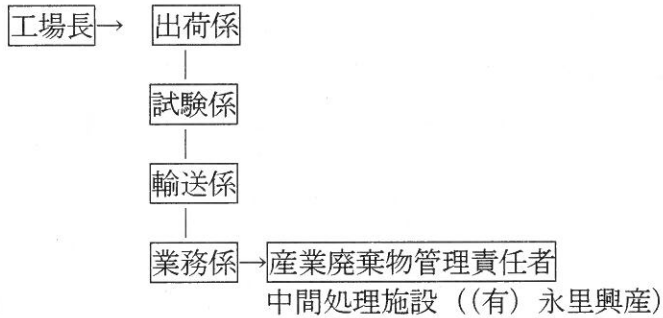 工場長→ 出荷係
試験係
輸送係
業務係→産業廃棄物管理責任者
中間処理施設（(有) 永里興産）